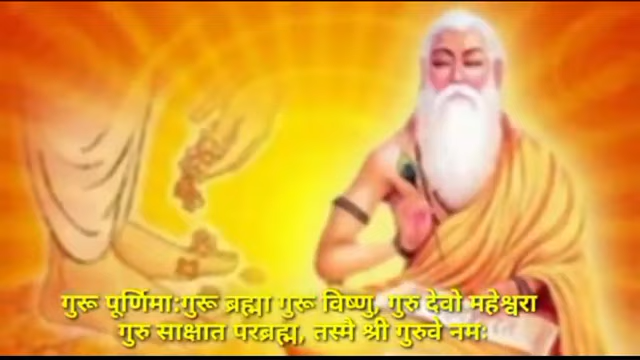 गुरू पूर्णिमा:गुरू ब्रह्मा गुरू विष्णु, गुरु देवो महेश्वरा
गुरु साक्षात परब्रह्म, तस्मै श्री गुरुवे नमः